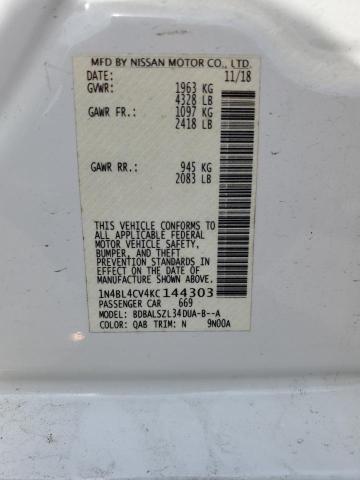 MFD BY NISSAN MOTOR CO., LTD.
DATE: 11/18
GVWR: 1963 KG
4328 LB
GAWR FR.: 1097 KG
2418 LB
GAWR RR.: 945 KG
2083 LB
THIS VEHICLE CONFORMS TO
ALL APPLICABLE FEDERAL
MOTOR VEHICLE SAFETY,
BUMPER, AND THEFT
PREVENTION STANDARDS IN
EFFECT ON THE DATE OF
MANUFACTURE SHOWN ABOVE.
1N4BL4CV4KC144303
PASSENGER CAR 669
MODEL: BDBALSZL34DUA-B--A
COLOR: QAB TRIM: N 9N00A